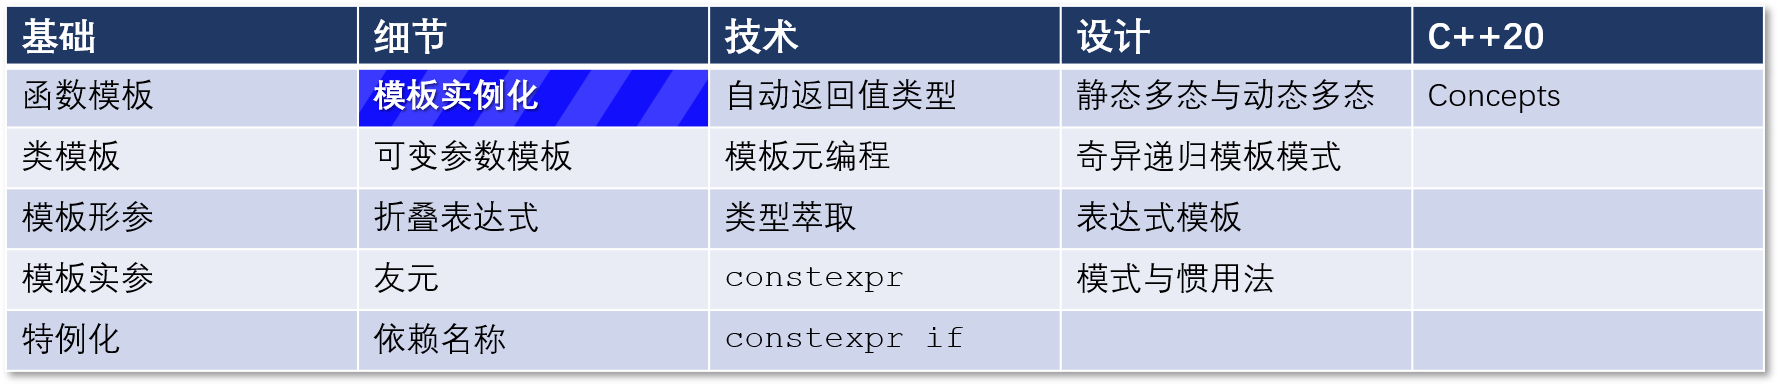 基础 细节 技术 设计 C++20
函数模板 模板实例化 自动返回值类型 静态多态与动态多态 Concepts
类模板 可变参数模板 模板元编程 奇异递归模板模式
模板形参 折叠表达式 类型萃取 表达式模板
模板实参 友元 constexpr 模式与惯用法
特例化 依赖名称 constexpr if